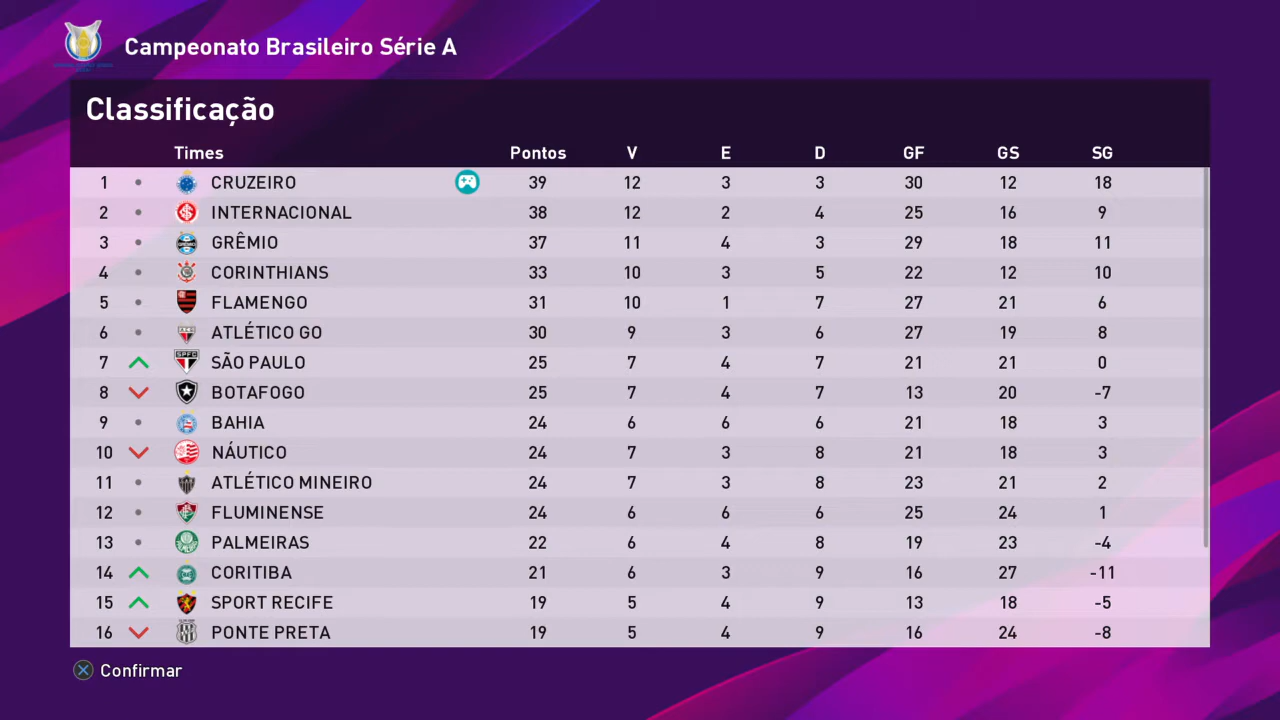 Campeonato Brasileiro Série A
Classificação
Times Pontos V E D GF GS SG
1 CRUZEIRO 39 12 3 3 30 12 18
2 INTERNACIONAL 38 12 2 4 25 16 9
3 GRÊMIO 37 11 4 3 29 18 11
4 CORINTHIANS 33 10 3 5 22 12 10
5 FLAMENGO 31 10 1 7 27 21 6
6 ATLÉTICO GO 30 9 3 6 27 19 8
7 SÃO PAULO 25 7 4 7 21 21 0
8 BOTAFOGO 25 7 4 7 13 20 -7
9 BAHIA 24 6 6 6 21 18 3
10 NÁUTICO 24 7 3 8 21 18 3
11 ATLÉTICO MINEIRO 24 7 3 8 23 21 2
12 FLUMINENSE 24 6 6 6 25 24 1
13 PALMEIRAS 22 6 4 8 19 23 -4
14 CORITIBA 21 6 3 9 16 27 -11
15 SPORT RECIFE 19 5 4 9 13 18 -5
16 PONTE PRETA 19 5 4 9 16 24 -8
Confirmar